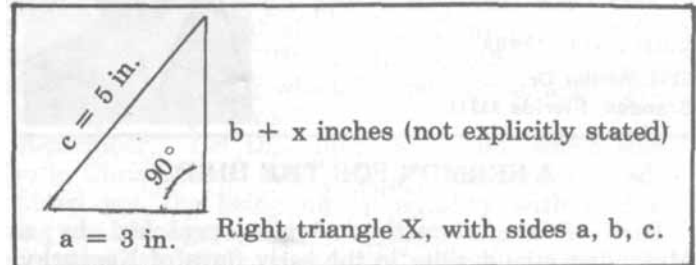 c = 5 in.
b + x inches (not explicitly stated)
90°
a = 3 in.
Right triangle X, with sides a, b, c.